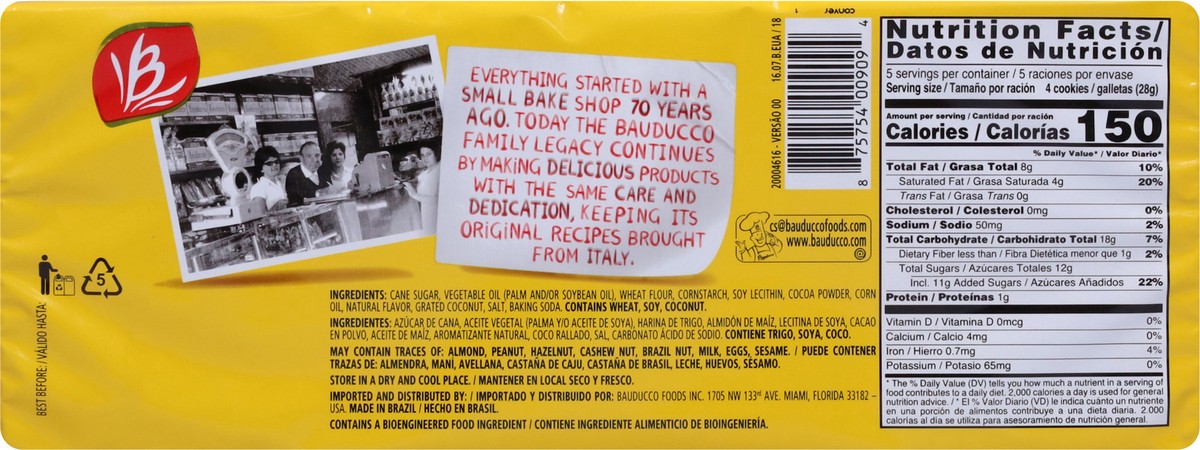 B
EVERYTHING STARTED WITH A
SMALL BAKE SHOP 70 YEARS
AGO. TODAY THE BAUDUCCO
FAMILY LEGACY CONTINUES
BY MAKING DELICIOUS PRODUCTS
WITH THE SAME CARE AND
DEDICATION, KEEPING ITS
ORIGINAL RECIPES BROUGHT
FROM ITALY.
5
BEST BEFORE: / VÁLIDO HASTA:
INGREDIENTS: CANE SUGAR, VEGETABLE OIL (PALM AND/OR SOYBEAN OIL), WHEAT FLOUR, CORNSTARCH, SOY LECITHIN, COCOA POWDER, CORN
OIL, NATURAL FLAVOR, GRATED COCONUT, SALT, BAKING SODA. CONTAINS WHEAT, SOY, COCONUT.
INGREDIENTES: AZÚCAR DE CANA, ACEITE VEGETAL (PALMA Y/O ACEITE DE SOYA), HARINA DE TRIGO, ALMIDÓN DE MAÍZ, LECITINA DE SOYA, CACAO
EN POLVO, ACEITE DE MAÍZ, AROMATIZANTE NATURAL, COCO RALLADO, SAL, CARBONATO ÁCIDO DE SODIO. CONTIENE TRIGO, SOYA, COCO.
MAY CONTAIN TRACES OF: ALMOND, PEANUT, HAZELNUT, CASHEW NUT, BRAZIL NUT, MILK, EGGS, SESAME. / PUEDE CONTENER
TRAZAS DE: ALMENDRA, MANÍ, AVELLANA, CASTAÑA DE CAJU, CASTAÑA DE BRASIL, LECHE, HUEVOS, SÉSAMO.
STORE IN A DRY AND COOL PLACE. / MANTENER EN LOCAL SECO Y FRESCO.
IMPORTED AND DISTRIBUTED BY: / IMPORTADO Y DISTRIBUIDO POR: BAUDUCCO FOODS INC. 1705 NW 133rd AVE. MIAMI, FLORIDA 33182 –
USA. MADE IN BRAZIL / HECHO EN BRASIL.
CONTAINS A BIOENGINEERED FOOD INGREDIENT / CONTIENE INGREDIENTE ALIMENTICIO DE BIOINGENIERÍA.
20004616 - VERSÃO 00 16.07.B.EUA / 18
conver
1
8 75754 00909 4
cs@bauduccofoods.com
www.bauducco.com
@
Nutrition Facts/
Datos de Nutrición
5 servings per container / 5 raciones por envase
Serving size / Tamaño por ración 4 cookies / galletas (28g)
Amount per serving / Cantidad por ración
Calories / Calorías 150
% Daily Value* / Valor Diario*
Total Fat / Grasa Total 8g 10%
Saturated Fat / Grasa Saturada 4g 20%
Trans Fat / Grasa Trans 0g
Cholesterol / Colesterol 0mg 0%
Sodium / Sodio 50mg 2%
Total Carbohydrate / Carbohidrato Total 18g 7%
Dietary Fiber less than / Fibra Dietética menor que 1g 2%
Total Sugars / Azúcares Totales 12g
Incl. 11g Added Sugars / Azúcares Añadidos 22%
Protein / Proteínas 1g
Vitamin D / Vitamina D 0mcg 0%
Calcium / Calcio 4mg 0%
Iron / Hierro 0.7mg 4%
Potassium / Potasio 65mg 0%
* The % Daily Value (DV) tells you how much a nutrient in a serving of
food contributes to a daily diet. 2,000 calories a day is used for general
nutrition advice. / * El % Valor Diario (VD) le indica cuánto un nutriente
en una porción de alimentos contribuye a una dieta diaria. 2.000
calorías al día se utiliza para asesoramiento de nutrición general.